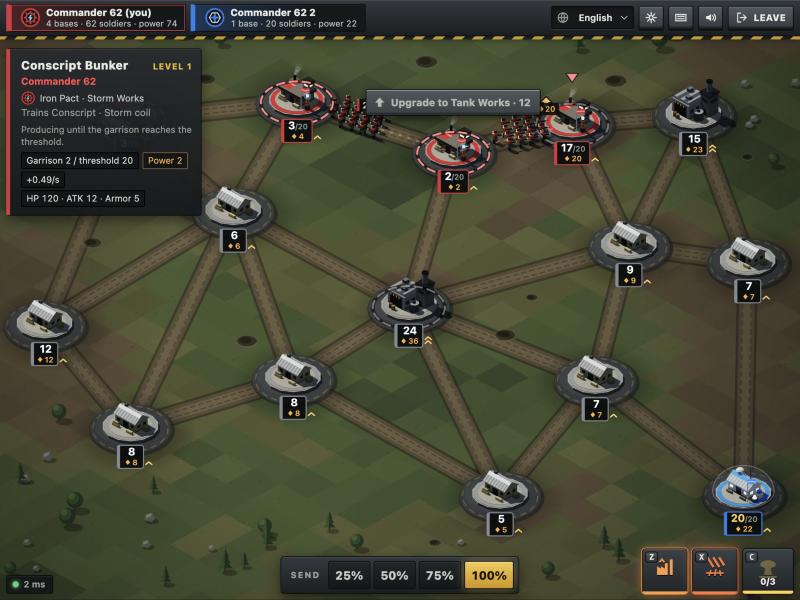 Commander 62 (you)
4 bases · 62 soldiers · power 74
Commander 62 2
1 base · 20 soldiers · power 22
English
LEAVE
Conscript Bunker
LEVEL 1
Commander 62
Iron Pact · Storm Works
Trains Conscript · Storm coil
Producing until the garrison reaches the
threshold.
Garrison 2 / threshold 20
Power 2
+0.49/s
HP 120 · ATK 12 · Armor 5
Upgrade to Tank Works · 12
20
3/20
4
2/20
2
17/20
20
15
23
6
6
9
9
7
7
24
36
12
12
8
8
7
7
8
8
5
5
20/20
22
SEND
25%
50%
75%
100%
Z
X
C
0/3
2 ms